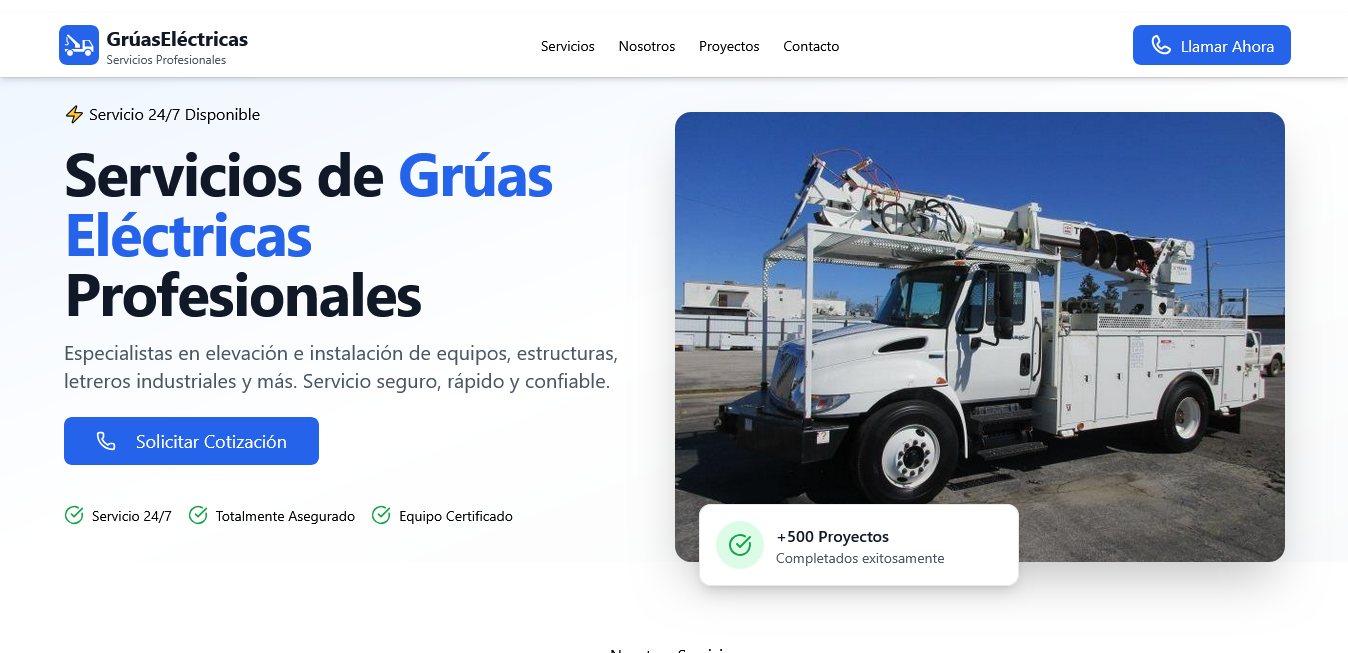 GrúasEléctricas
Servicios Profesionales
Servicios
Nosotros
Proyectos
Contacto
Llamar Ahora
Servicio 24/7 Disponible
Servicios de Grúas
Eléctricas
Profesionales
Especialistas en elevación e instalación de equipos, estructuras,
letreros industriales y más. Servicio seguro, rápido y confiable.
Solicitar Cotización
Servicio 24/7
Totalmente Asegurado
Equipo Certificado
+500 Proyectos
Completados exitosamente